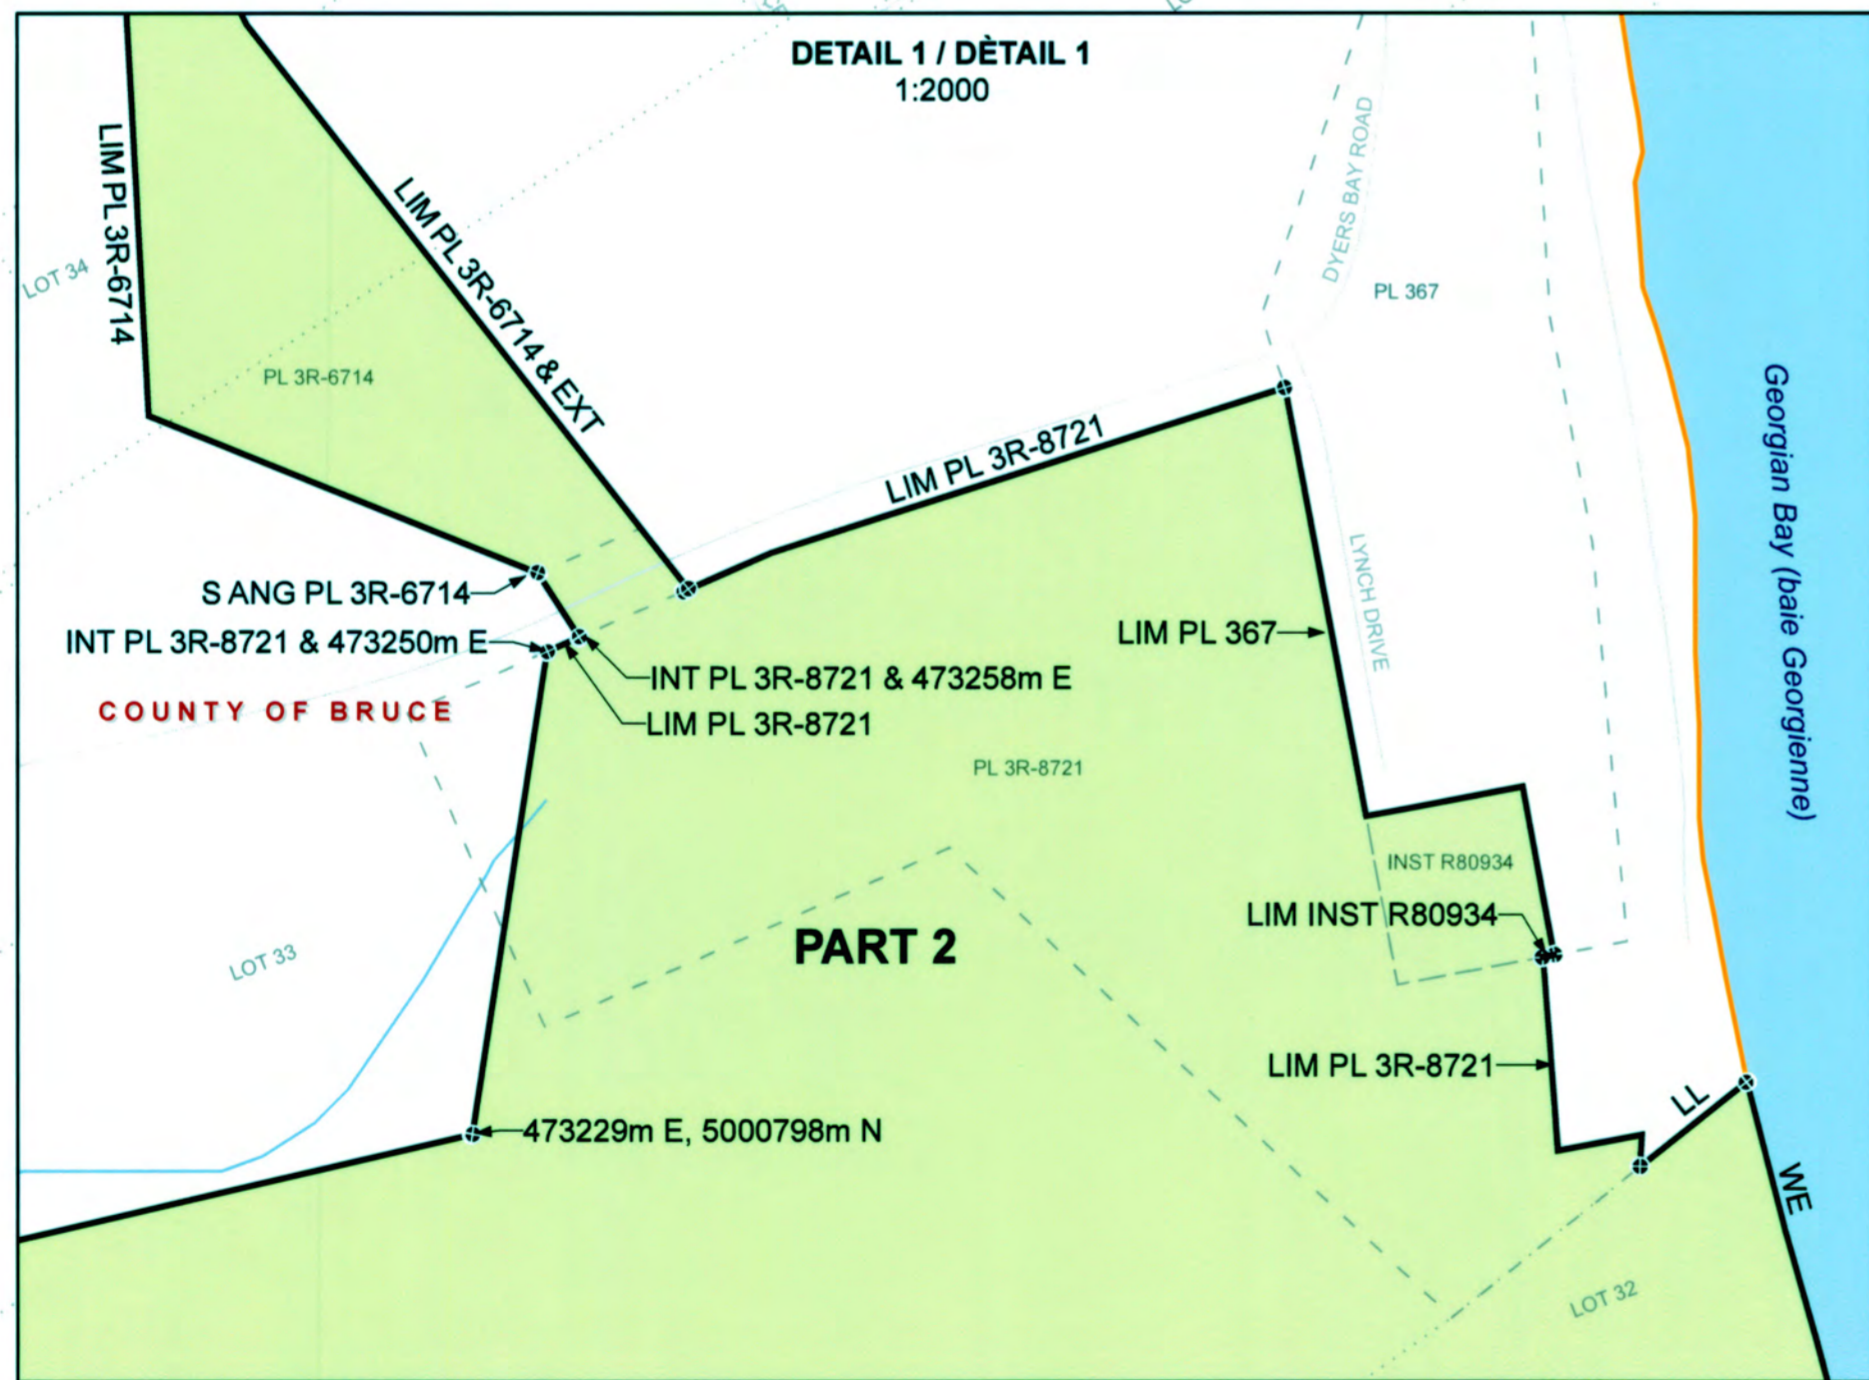 DETAIL 1 / DÈTAIL 1
1:2000
LIM PL 3R-6714
LOT 34
PL 3R-6714
LIM PL 3R-6714 & EXT
DYERS BAY ROAD
PL 367
Georgian Bay (baie Georgienne)
LIM PL 3R-8721
S ANG PL 3R-6714
INT PL 3R-8721 & 473250m E
COUNTY OF BRUCE
INT PL 3R-8721 & 473258m E
LIM PL 3R-8721
LIM PL 367
LYNCH DRIVE
PL 3R-8721
INST R80934
LIM INST R80934
PART 2
LOT 33
LIM PL 3R-8721
LL
473229m E, 5000798m N
WE
LOT 32